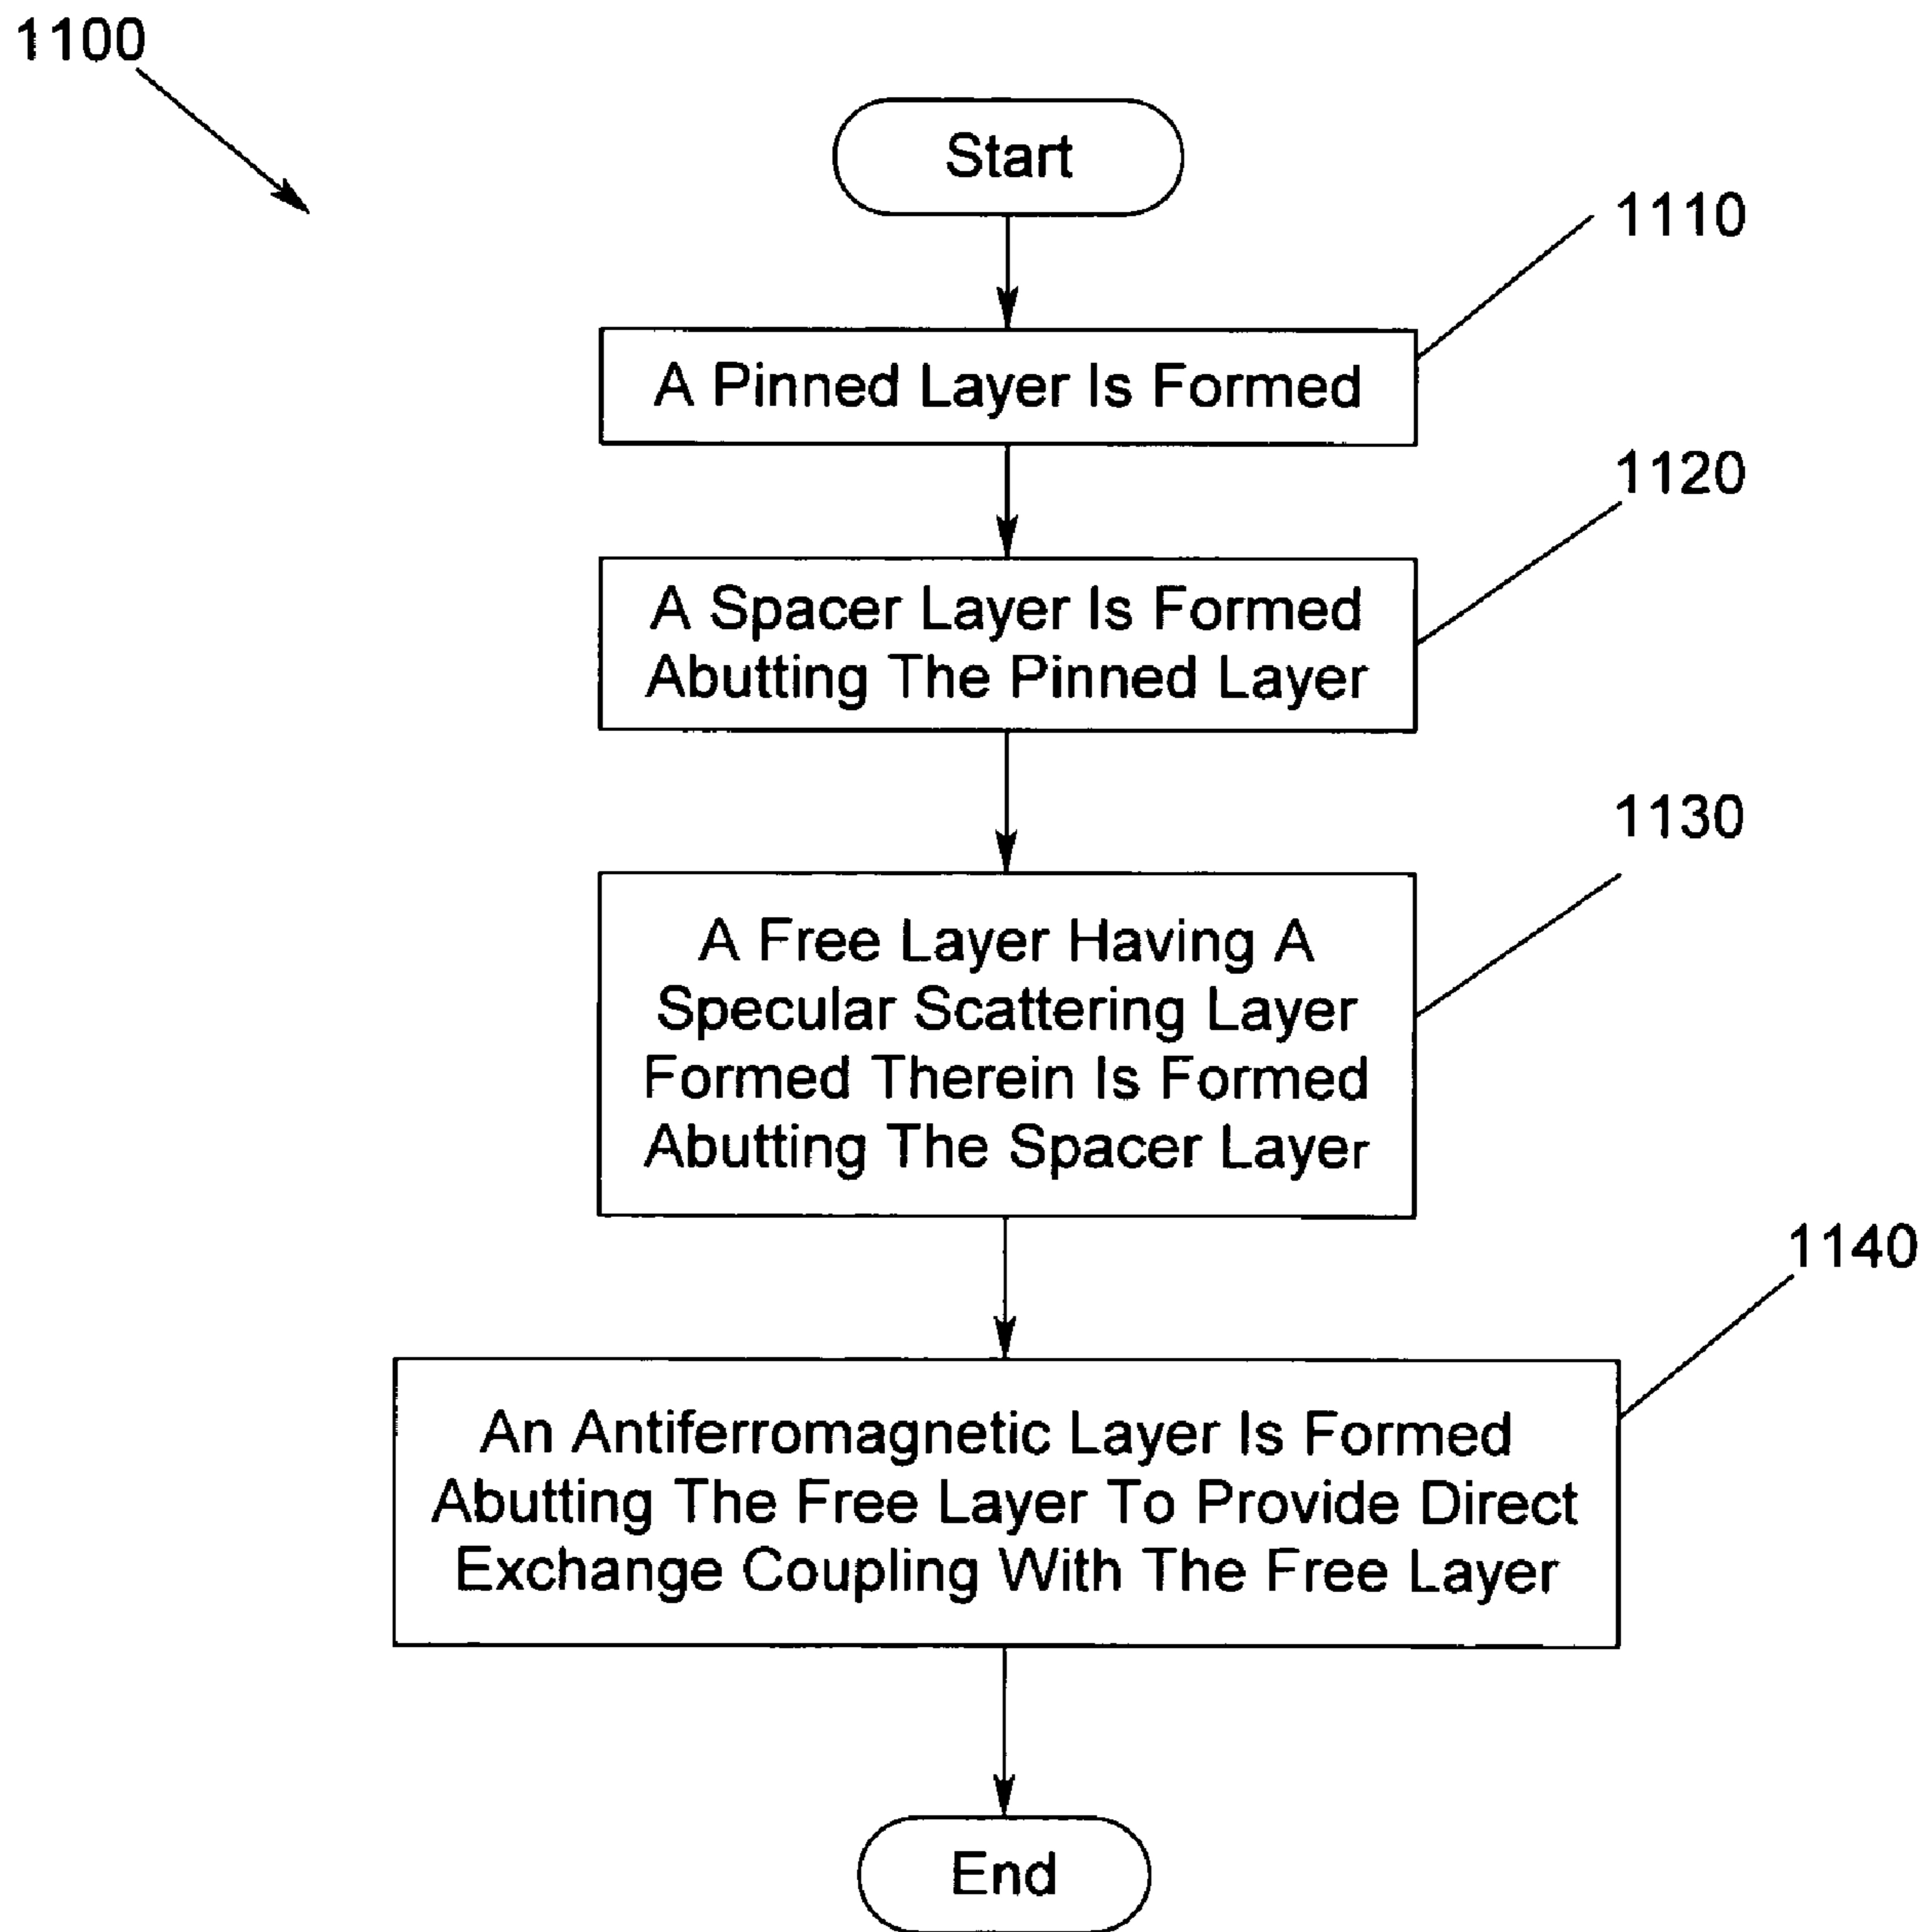 1100
Start
1110
A Pinned Layer Is Formed
1120
A Spacer Layer Is Formed
Abutting The Pinned Layer
1130
A Free Layer Having A
Specular Scattering Layer
Formed Therein Is Formed
Abutting The Spacer Layer
1140
An Antiferromagnetic Layer Is Formed
Abutting The Free Layer To Provide Direct
Exchange Coupling With The Free Layer
End